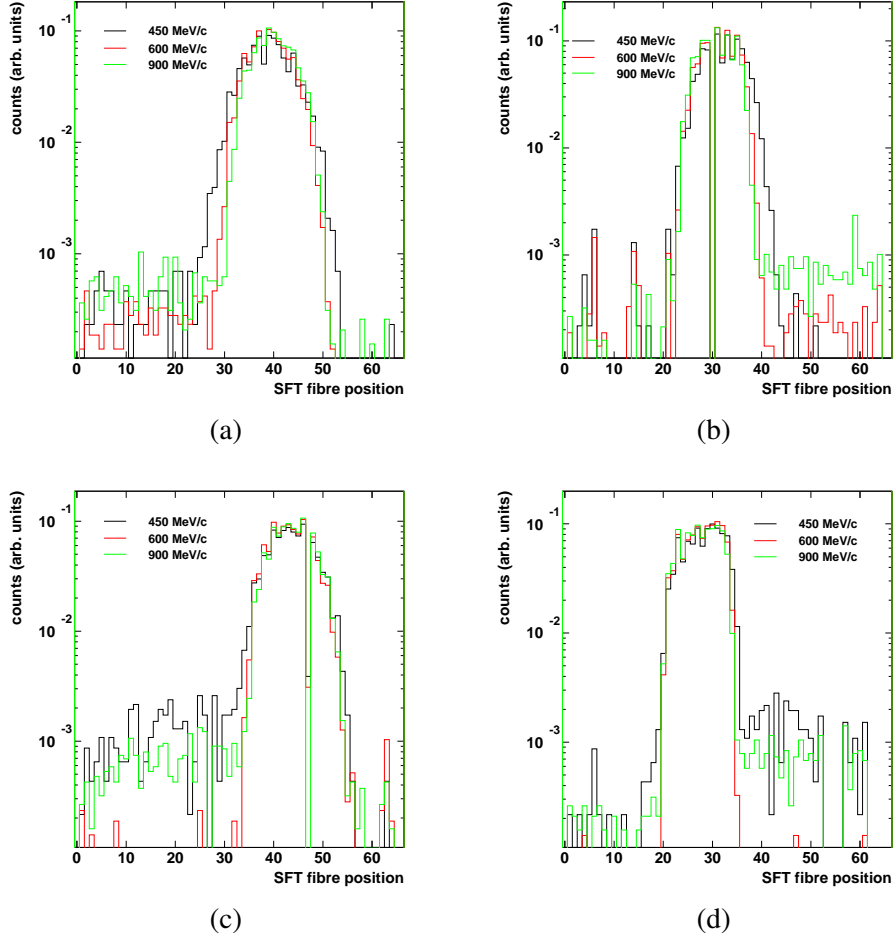 counts (arb. units)
10⁻¹
10⁻²
10⁻³
450 MeV/c
600 MeV/c
900 MeV/c
0 10 20 30 40 50 60
SFT fibre position
(a)
counts (arb. units)
10⁻¹
10⁻²
10⁻³
450 MeV/c
600 MeV/c
900 MeV/c
0 10 20 30 40 50 60
SFT fibre position
(b)
counts (arb. units)
10⁻¹
10⁻²
10⁻³
450 MeV/c
600 MeV/c
900 MeV/c
0 10 20 30 40 50 60
SFT fibre position
(c)
counts (arb. units)
10⁻¹
10⁻²
10⁻³
450 MeV/c
600 MeV/c
900 MeV/c
0 10 20 30 40 50 60
SFT fibre position
(d)